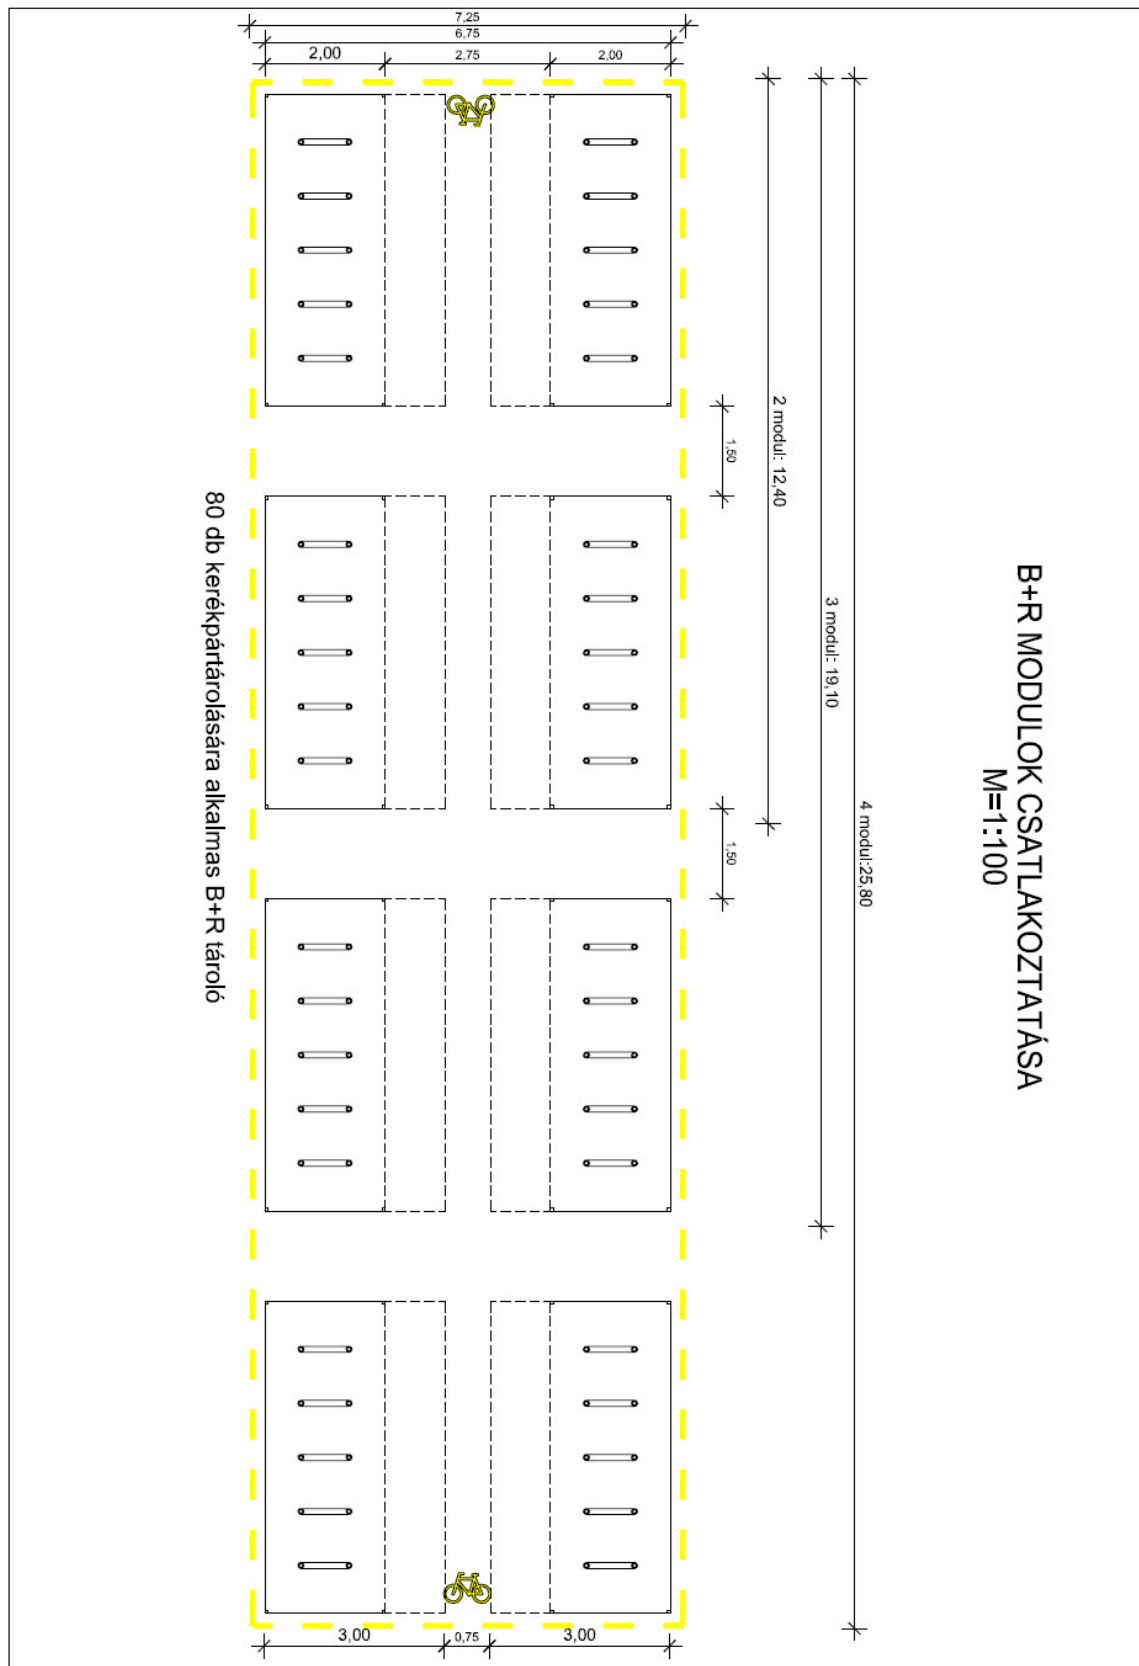 7,25
6,75
2,00
2,75
2,00
B+R MODULOK CSATLAKOZTATÁSA
M=1:100
4 modul:25,80
3 modul: 19,10
2 modul: 12,40
1,50
1,50
80 db kerékpártárolására alkalmas B+R tároló
3,00
0,75
3,00